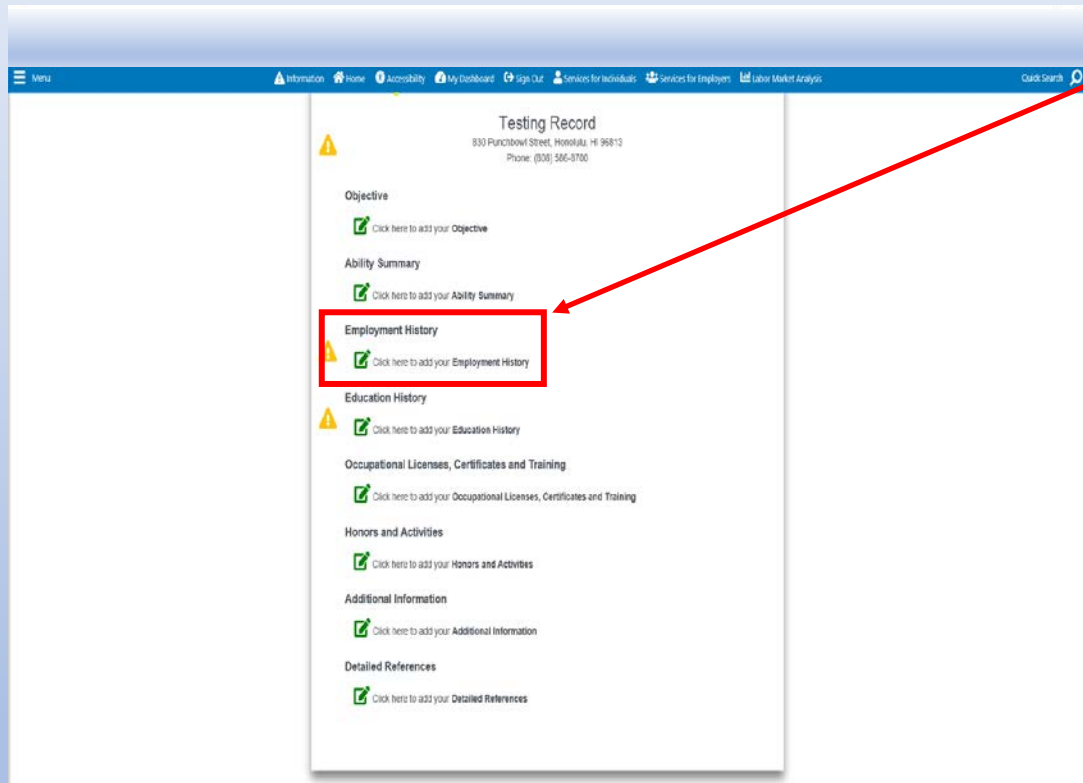 Menu
Information Home Accessibility My Dashboard Sign Out Services for Individuals Services for Employers Labor Market Analysis
Quick Search
Testing Record
830 Punchbowl Street, Honolulu, HI 96813
Phone: (808) 586-8700
Objective
Click here to add your Objective
Ability Summary
Click here to add your Ability Summary
Employment History
Click here to add your Employment History
Education History
Click here to add your Education History
Occupational Licenses, Certificates and Training
Click here to add your Occupational Licenses, Certificates and Training
Honors and Activities
Click here to add your Honors and Activities
Additional Information
Click here to add your Additional Information
Detailed References
Click here to add your Detailed References